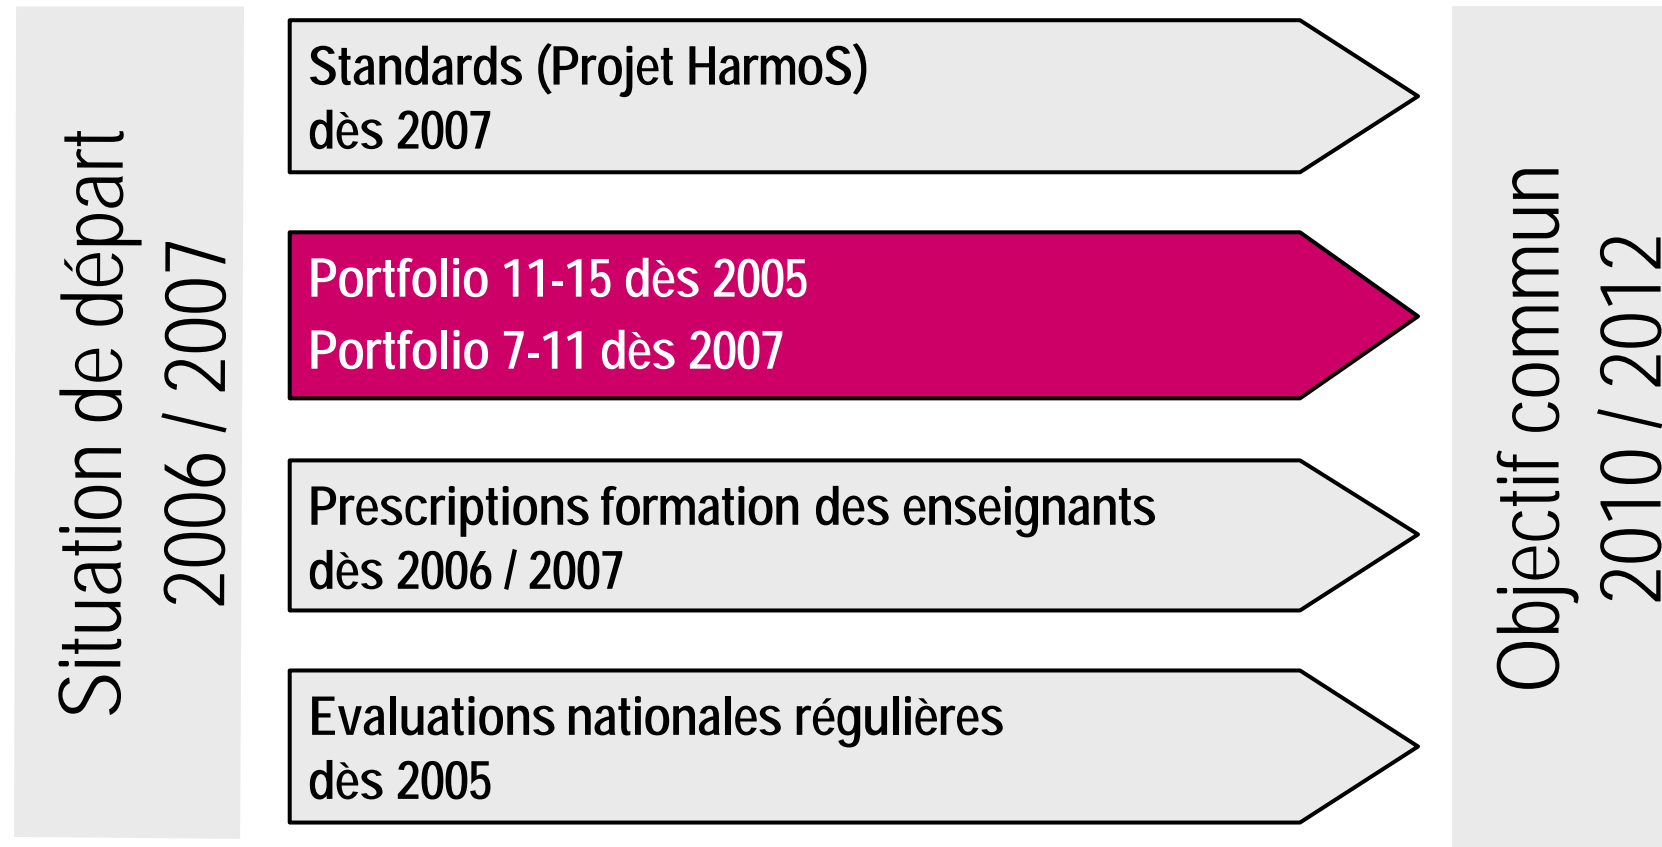 Situation de départ
2006 / 2007
Standards (Projet HarmoS)
dès 2007
Portfolio 11-15 dès 2005
Portfolio 7-11 dès 2007
Prescriptions formation des enseignants
dès 2006 / 2007
Evaluations nationales régulières
dès 2005
Objectif commun
2010 / 2012